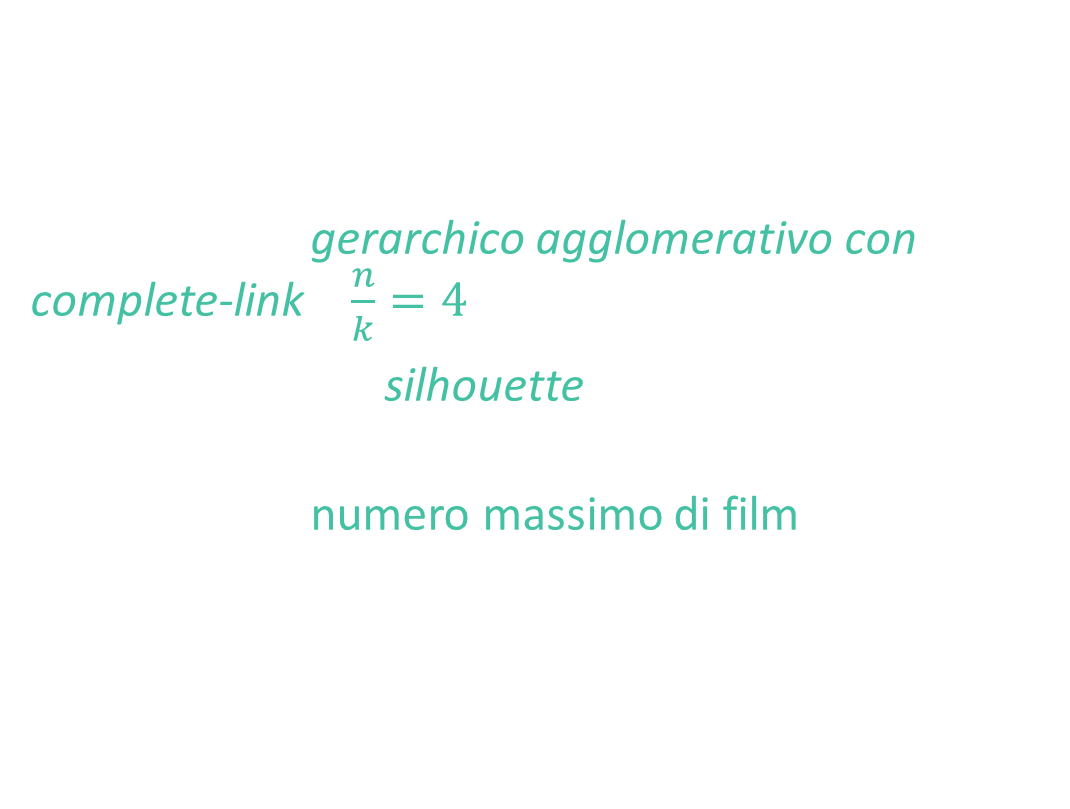 gerarchico agglomerativo con
complete-link n/k = 4
silhouette
numero massimo di film